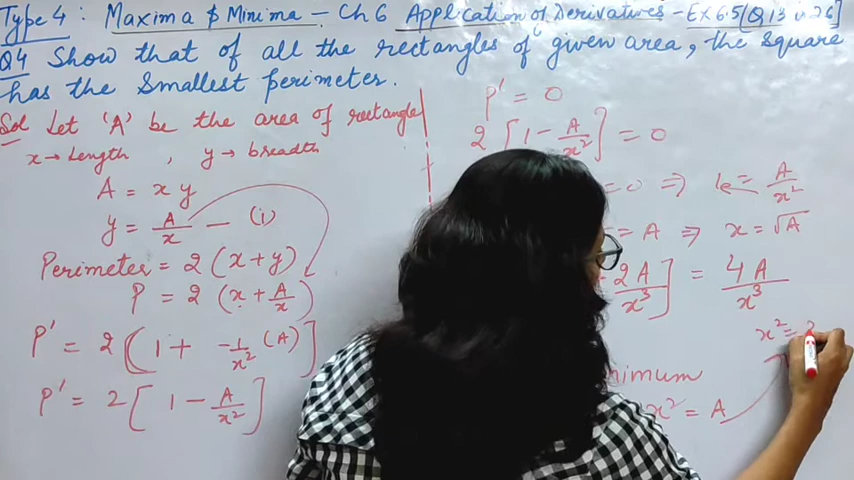 Type 4 : Maxima & Minima - Ch 6 Application of Derivatives - EX 6.5 [Q 13 to 26]
Q4 Show that of all the rectangles of given area, the square
has the Smallest perimeter.
Sol Let 'A' be the area of rectangle
x → Length , y → breadth
A = x y
y = A/x — (i)
Perimeter = 2 (x + y)
P = 2 (x + A/x)
P' = 2 (1 + -1/x² (A)]
P' = 2 [1 - A/x²]
P' = 0
2 [1 - A/x²] = 0
= 0 ⇒ 1 = A/x²
= A ⇒ x = √A
2A/x³] = 4A/x³
x² =
x² = A